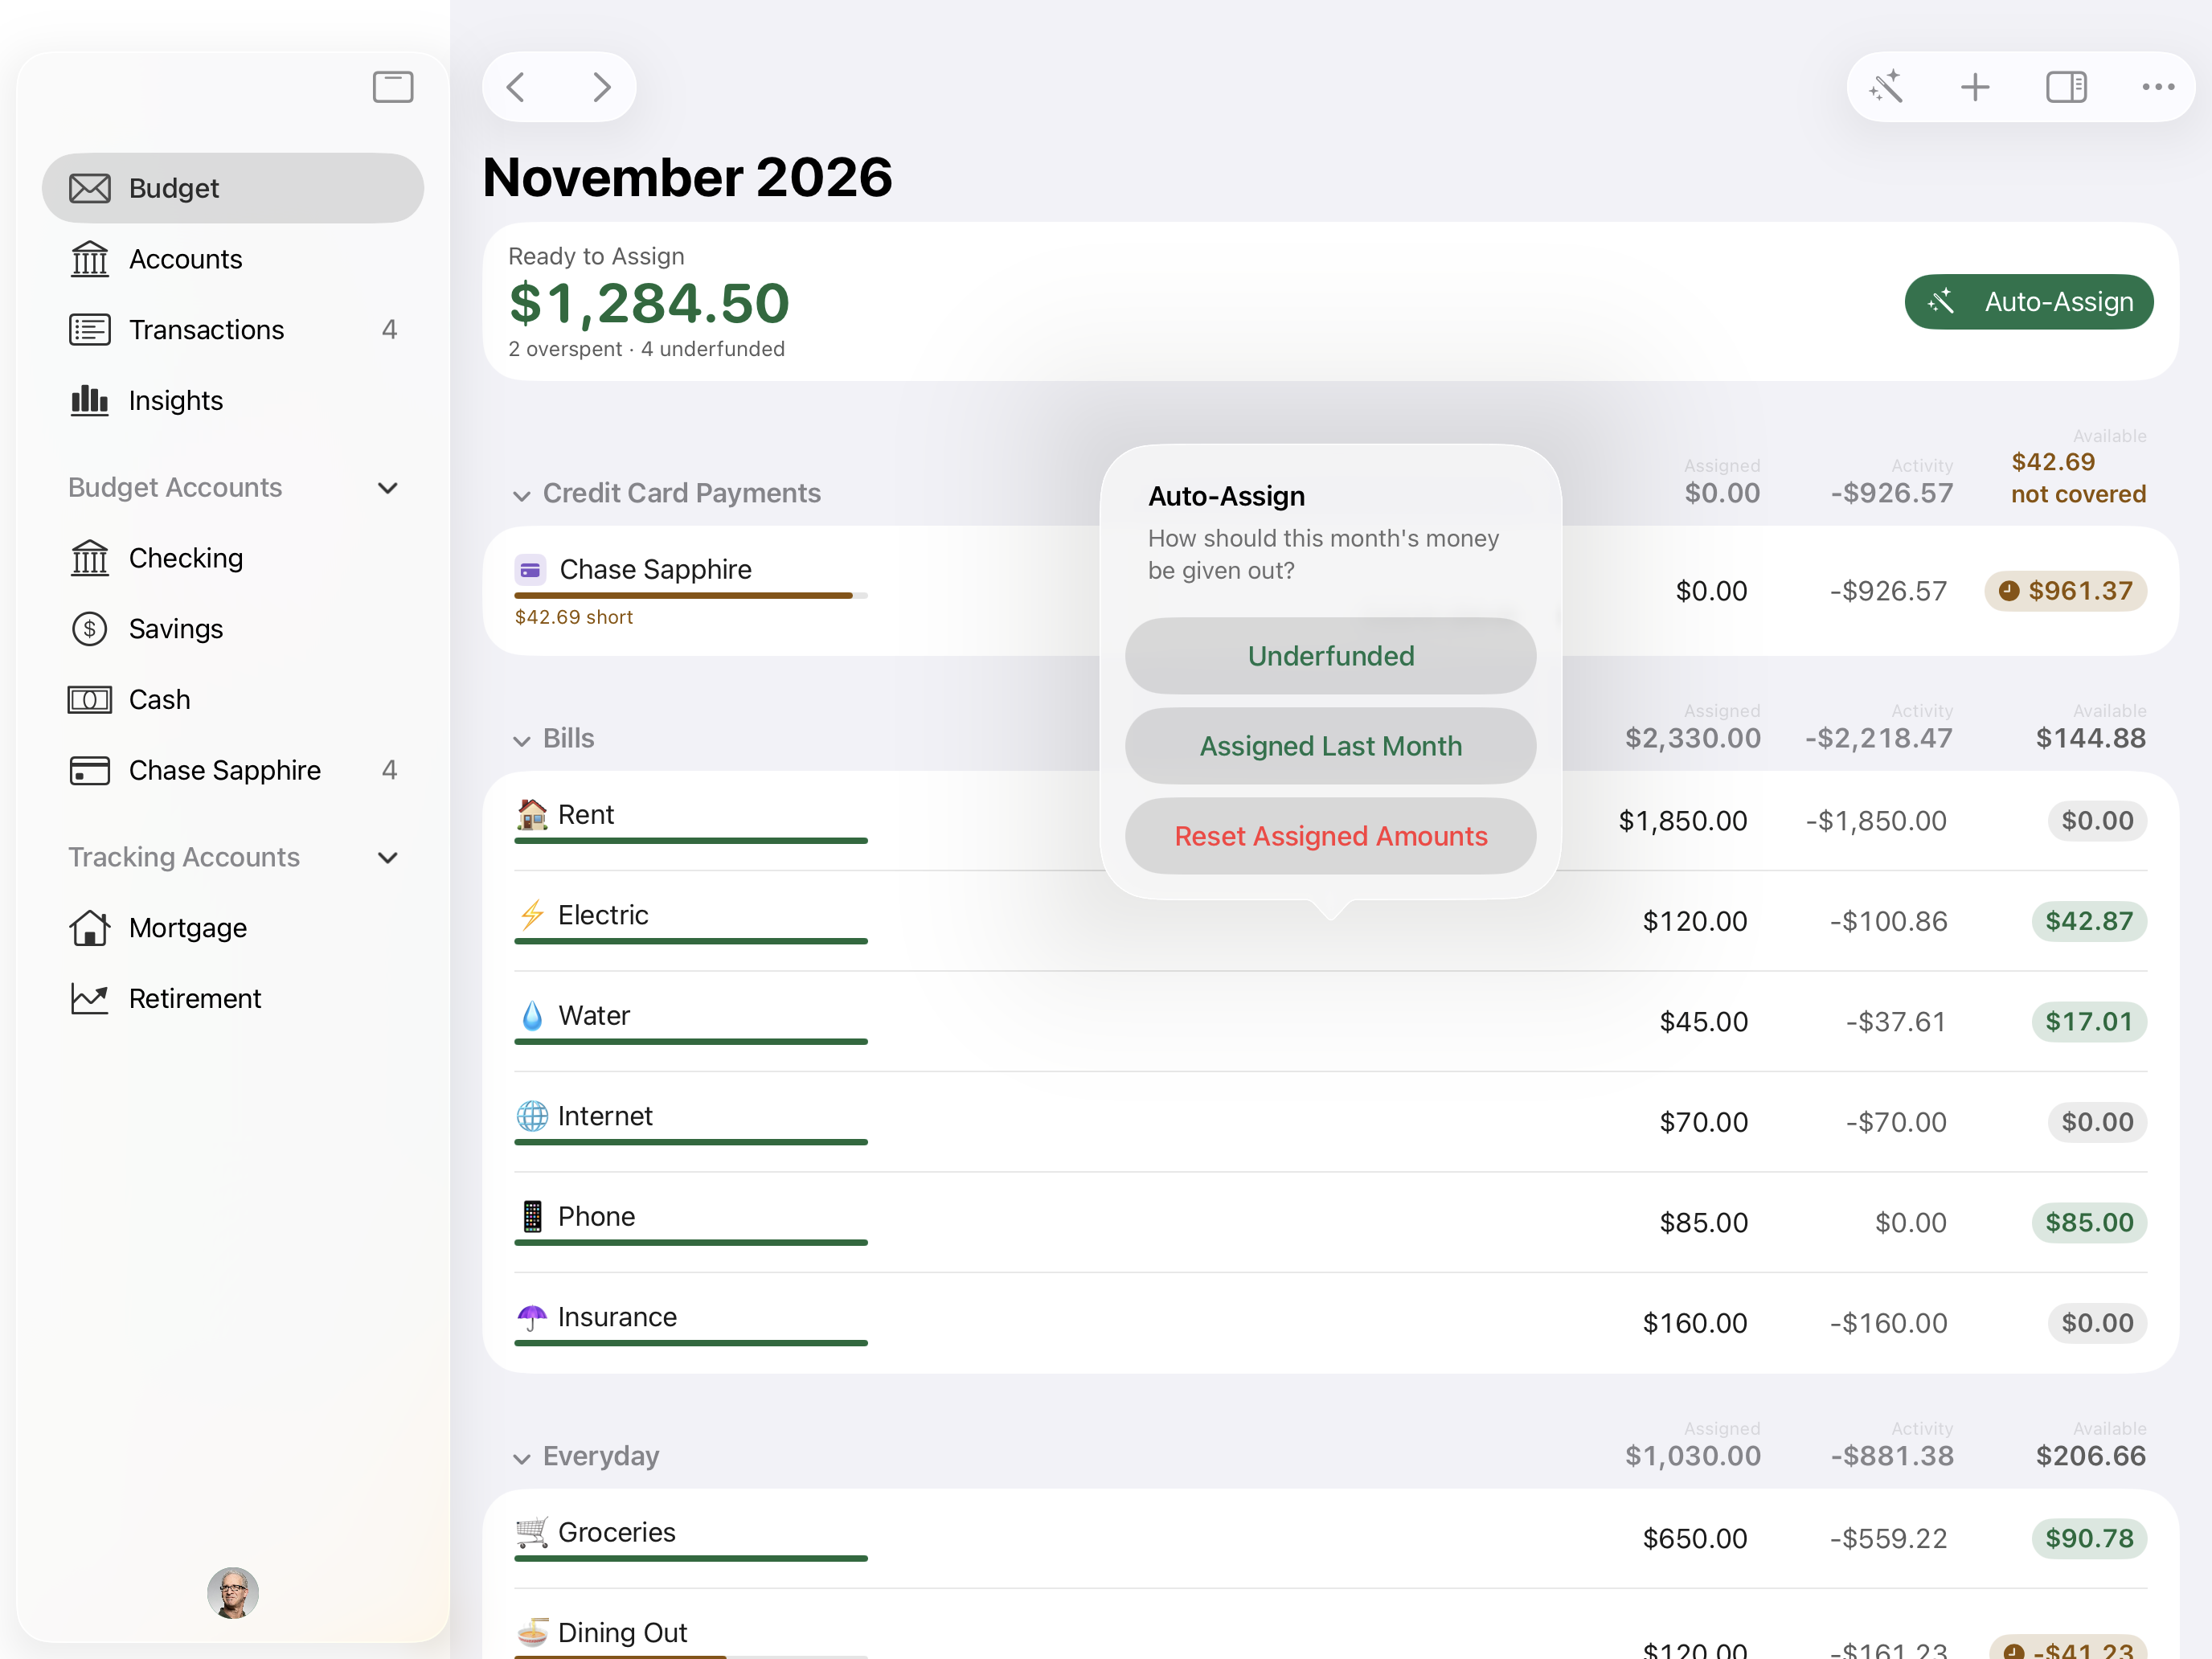 Budget
Accounts
Transactions 4
Insights
Budget Accounts
Checking
Savings
Cash
Chase Sapphire 4
Tracking Accounts
Mortgage
Retirement
November 2026
Ready to Assign
$1,284.50
2 overspent · 4 underfunded
Auto-Assign
Credit Card Payments
Assigned
$0.00
Activity
-$926.57
Available
$42.69
not covered
Chase Sapphire
$42.69 short
$0.00 -$926.57 $961.37
Auto-Assign
How should this month's money
be given out?
Underfunded
Assigned Last Month
Reset Assigned Amounts
Bills
Assigned Activity Available
$2,330.00 -$2,218.47 $144.88
Rent $1,850.00 -$1,850.00 $0.00
Electric $120.00 -$100.86 $42.87
Water $45.00 -$37.61 $17.01
Internet $70.00 -$70.00 $0.00
Phone $85.00 $0.00 $85.00
Insurance $160.00 -$160.00 $0.00
Everyday
Assigned Activity Available
$1,030.00 -$881.38 $206.66
Groceries $650.00 -$559.22 $90.78
Dining Out $120.00 -$161.23 -$41.23